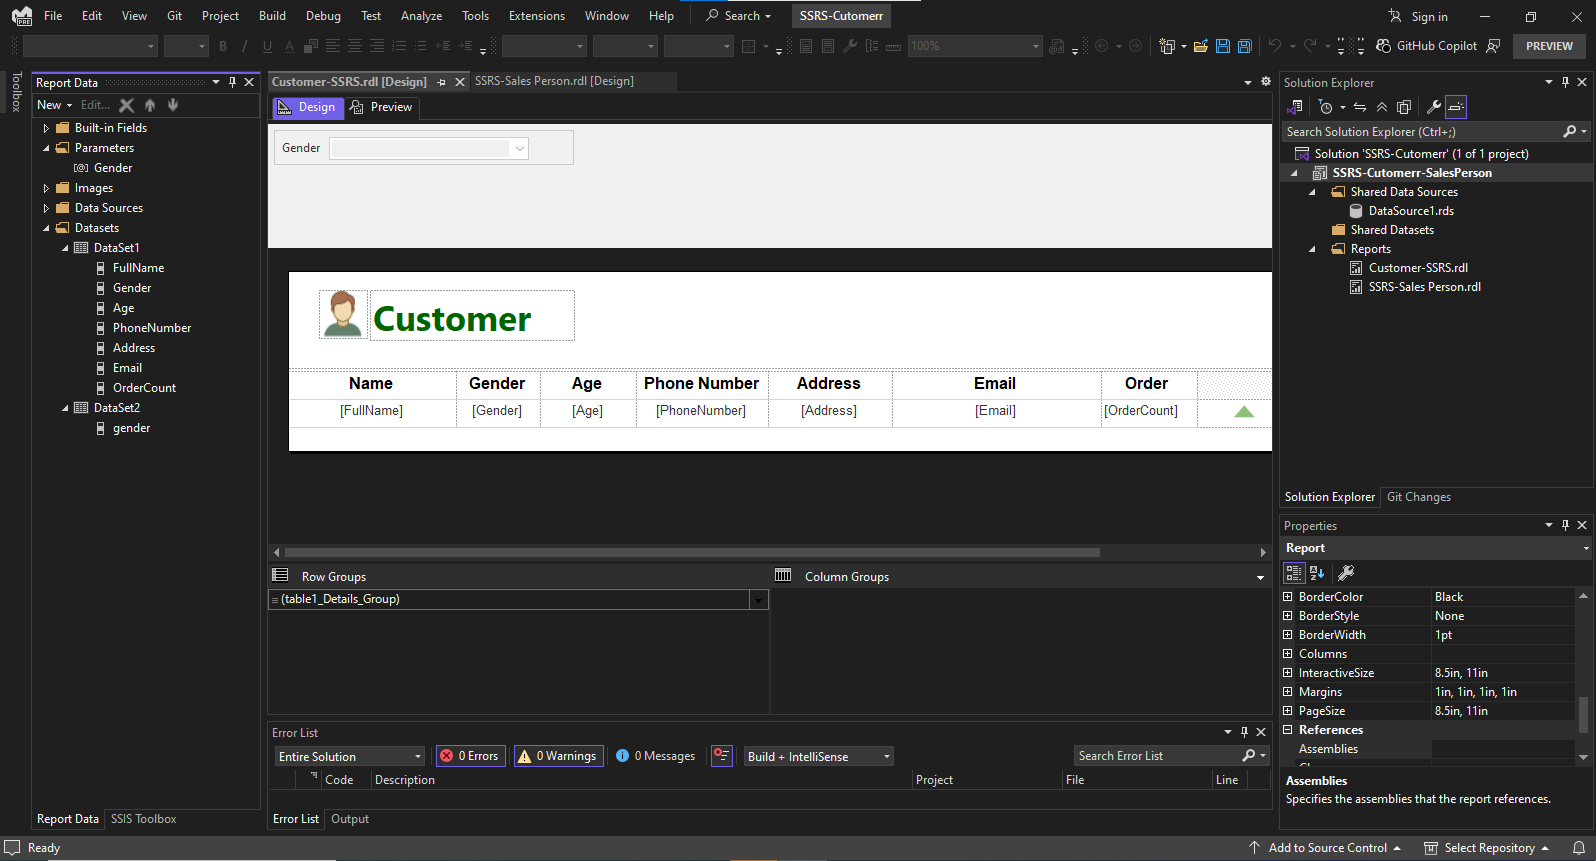 File Edit View Git Project Build Debug Test Analyze Tools Extensions Window Help Search SSRS-Cutomerr Sign in
PRE
B I U A 100% GitHub Copilot PREVIEW
Toolbox
Report Data
New Edit...
Built-in Fields
Parameters
Gender
Images
Data Sources
Datasets
DataSet1
FullName
Gender
Age
PhoneNumber
Address
Email
OrderCount
DataSet2
gender
Report Data SSIS Toolbox
Customer-SSRS.rdl [Design] SSRS-Sales Person.rdl [Design]
Design Preview
Gender
Customer
Name Gender Age Phone Number Address Email Order
[FullName] [Gender] [Age] [PhoneNumber] [Address] [Email] [OrderCount]
Row Groups Column Groups
(table1_Details_Group)
Error List
Entire Solution 0 Errors 0 Warnings 0 Messages Build + IntelliSense Search Error List
Code Description Project File Line
Error List Output
Solution Explorer
Search Solution Explorer (Ctrl+;)
Solution 'SSRS-Cutomerr' (1 of 1 project)
SSRS-Cutomerr-SalesPerson
Shared Data Sources
DataSource1.rds
Shared Datasets
Reports
Customer-SSRS.rdl
SSRS-Sales Person.rdl
Solution Explorer Git Changes
Properties
Report
BorderColor Black
BorderStyle None
BorderWidth 1pt
Columns
InteractiveSize 8.5in, 11in
Margins 1in, 1in, 1in, 1in
PageSize 8.5in, 11in
References
Assemblies
Assemblies
Specifies the assemblies that the report references.
Ready Add to Source Control Select Repository